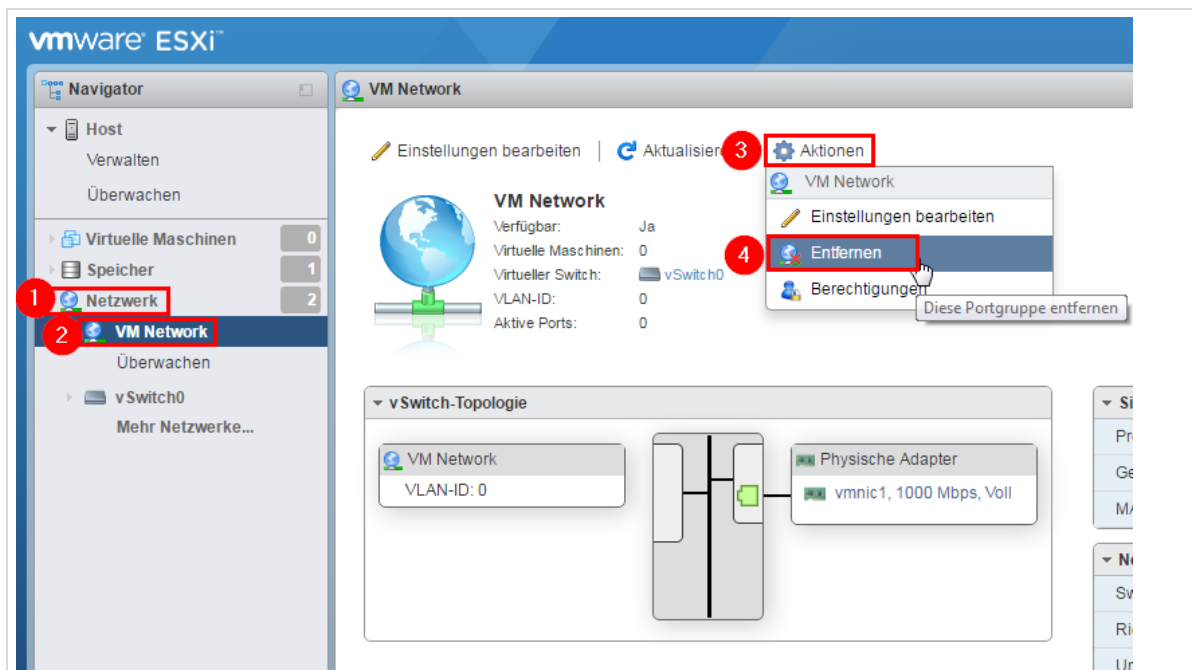 vmware ESXi™
Navigator
VM Network
Host
Verwalten
Überwachen
Virtuelle Maschinen 0
Speicher 1
1 Netzwerk 2
2 VM Network
Überwachen
vSwitch0
Mehr Netzwerke...
Einstellungen bearbeiten
3 Aktionen
VM Network
Verfügbar: Ja
Virtuelle Maschinen: 0
Virtueller Switch: vSwitch0
VLAN-ID: 0
Aktive Ports: 0
VM Network
Einstellungen bearbeiten
4 Entfernen
Berechtigungen
Diese Portgruppe entfernen
vSwitch-Topologie
VM Network
VLAN-ID: 0
Physische Adapter
vmnic1, 1000 Mbps, Voll